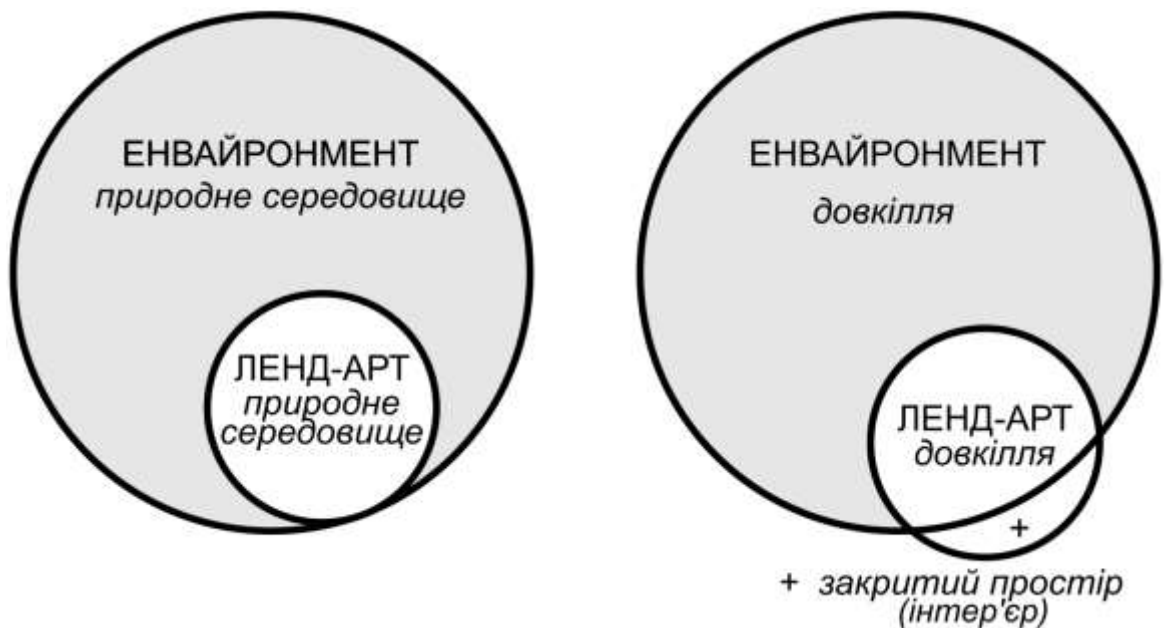 ЕНВАЙРОНМЕНТ
природне середовище
ЛЕНД-АРТ
природне
середовище
ЕНВАЙРОНМЕНТ
довкілля
ЛЕНД-АРТ
довкілля
+
+ закритий простір
(інтер'єр)